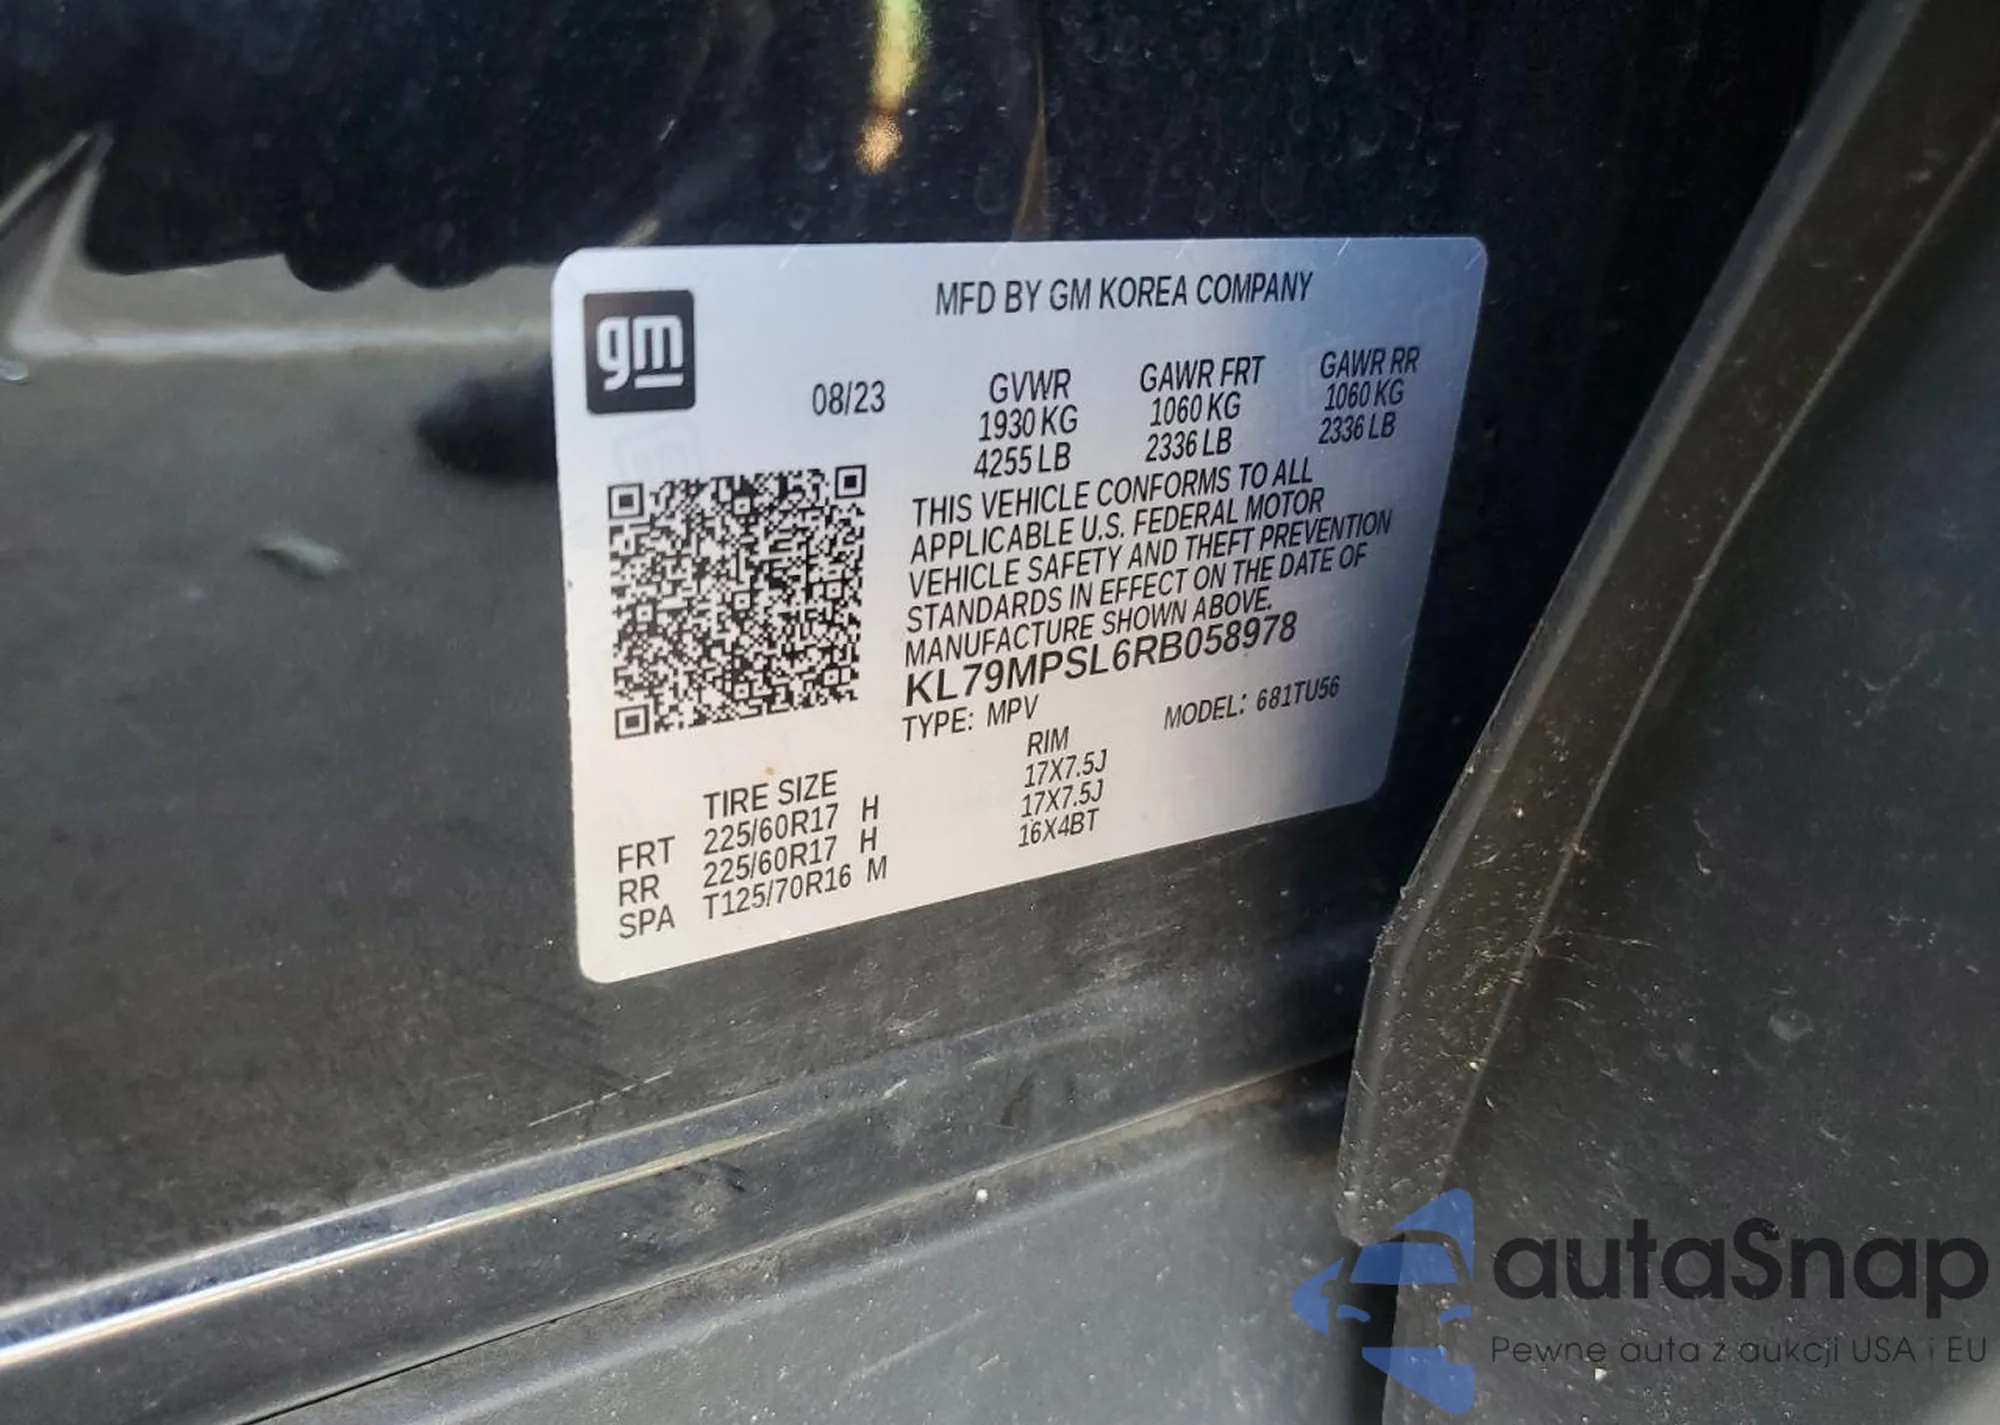 gm
MFD BY GM KOREA COMPANY
08/23
GVWR GAWR FRT GAWR RR
1930 KG 1060 KG 1060 KG
4255 LB 2336 LB 2336 LB
THIS VEHICLE CONFORMS TO ALL
APPLICABLE U.S. FEDERAL MOTOR
VEHICLE SAFETY AND THEFT PREVENTION
STANDARDS IN EFFECT ON THE DATE OF
MANUFACTURE SHOWN ABOVE.
KL79MPSL6RB058978
TYPE: MPV MODEL: 681TU56
TIRE SIZE RIM
FRT 225/60R17 H 17X7.5J
RR 225/60R17 H 17X7.5J
SPA T125/70R16 M 16X4BT
autaSnap
Pewne auta z aukcji USA i EU